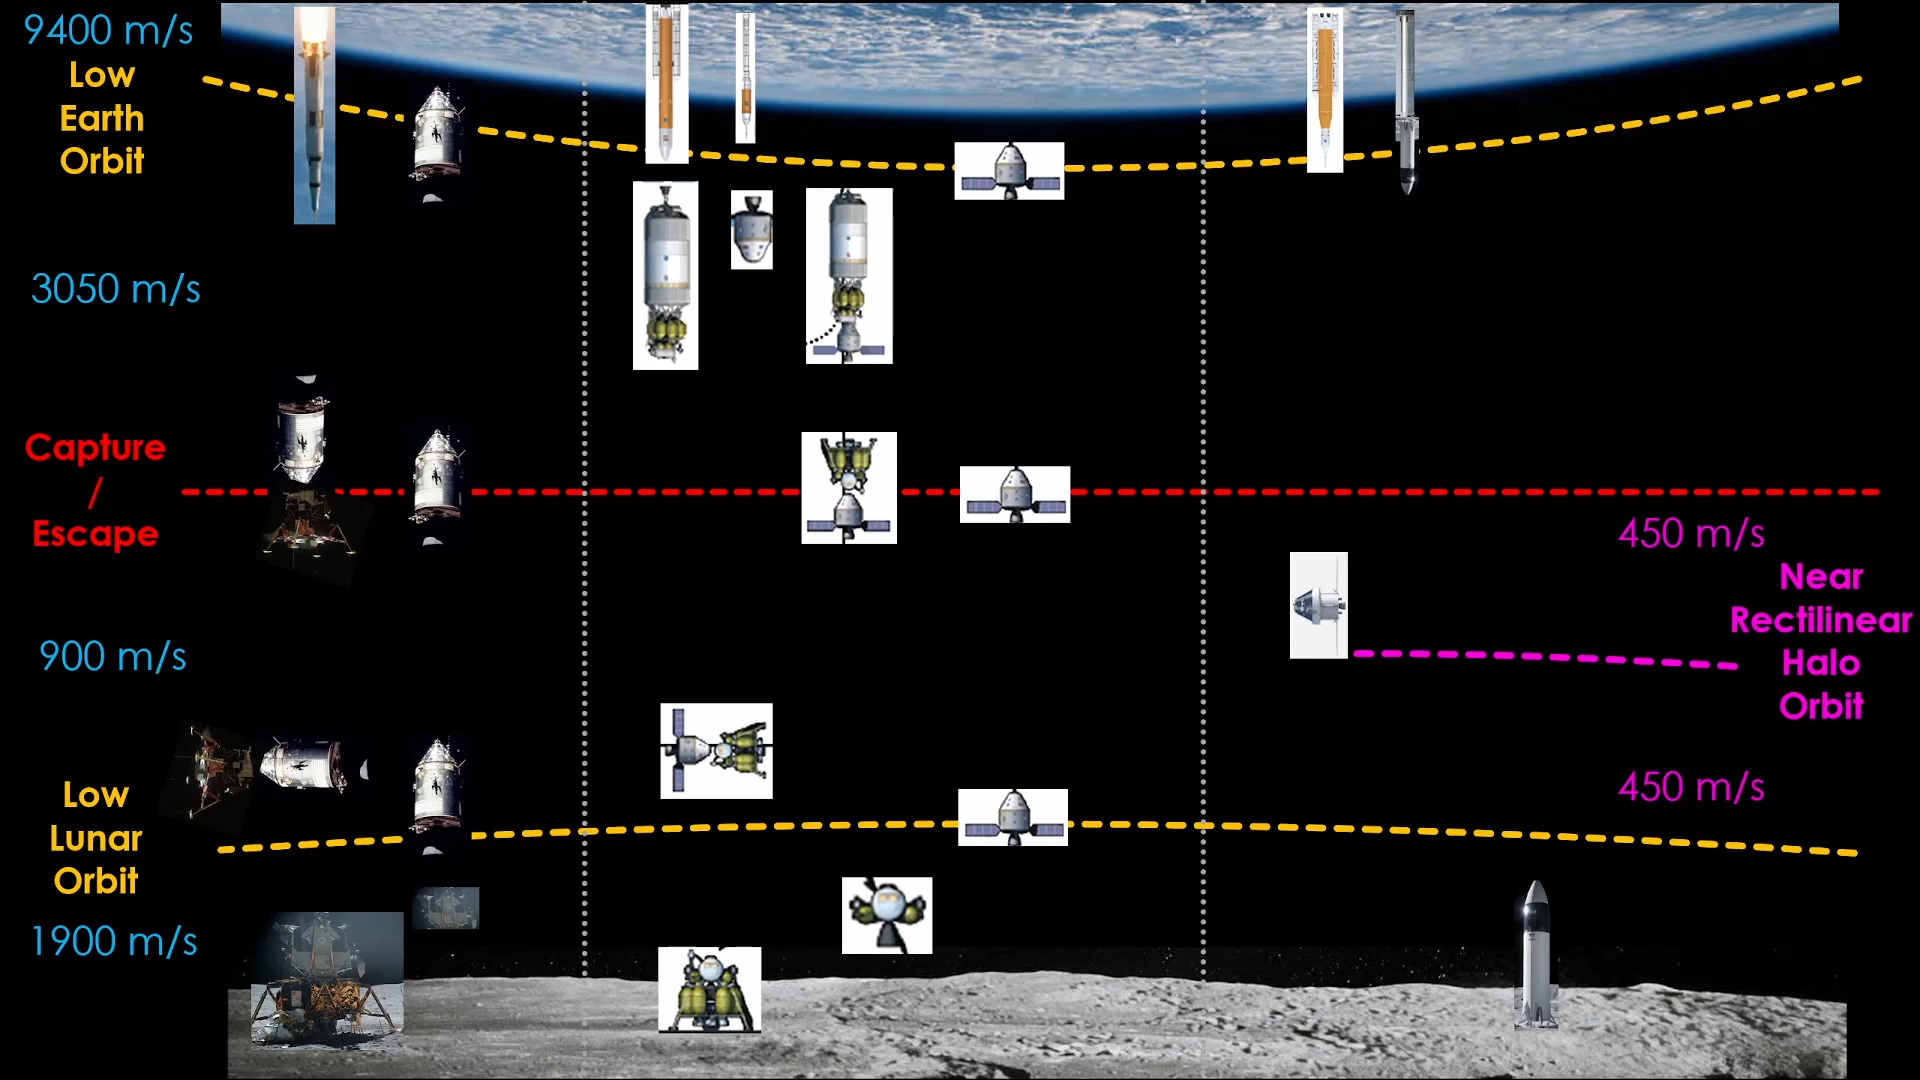 9400 m/s
Low
Earth
Orbit
3050 m/s
Capture
/
Escape
450 m/s
Near
Rectilinear
Halo
Orbit
900 m/s
450 m/s
Low
Lunar
Orbit
1900 m/s